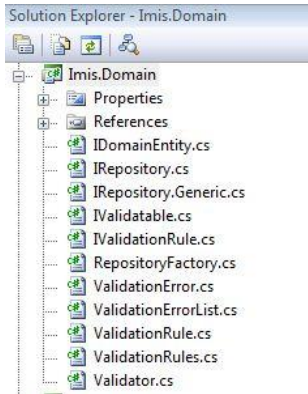 Solution Explorer - Imis.Domain
Imis.Domain
Properties
References
IDomainEntity.cs
IRepository.cs
IRepository.Generic.cs
IValidatable.cs
IValidationRule.cs
RepositoryFactory.cs
ValidationError.cs
ValidationErrorList.cs
ValidationRule.cs
ValidationRules.cs
Validator.cs